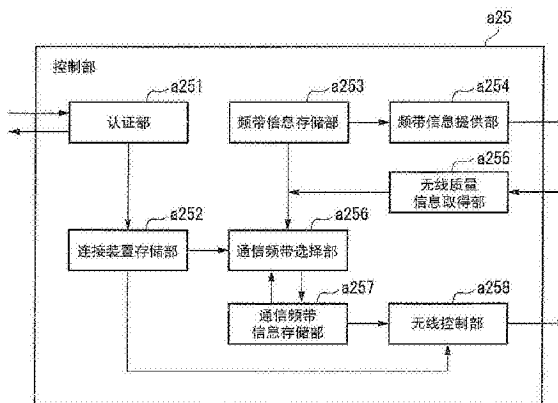 a25
控制部
a251
认证部
a253
频带信息存储部
a254
频带信息提供部
a255
无线质量
信息取得部
a252
连接装置存储部
a256
通信频带选择部
a257
通信频带
信息存储部
a258
无线控制部